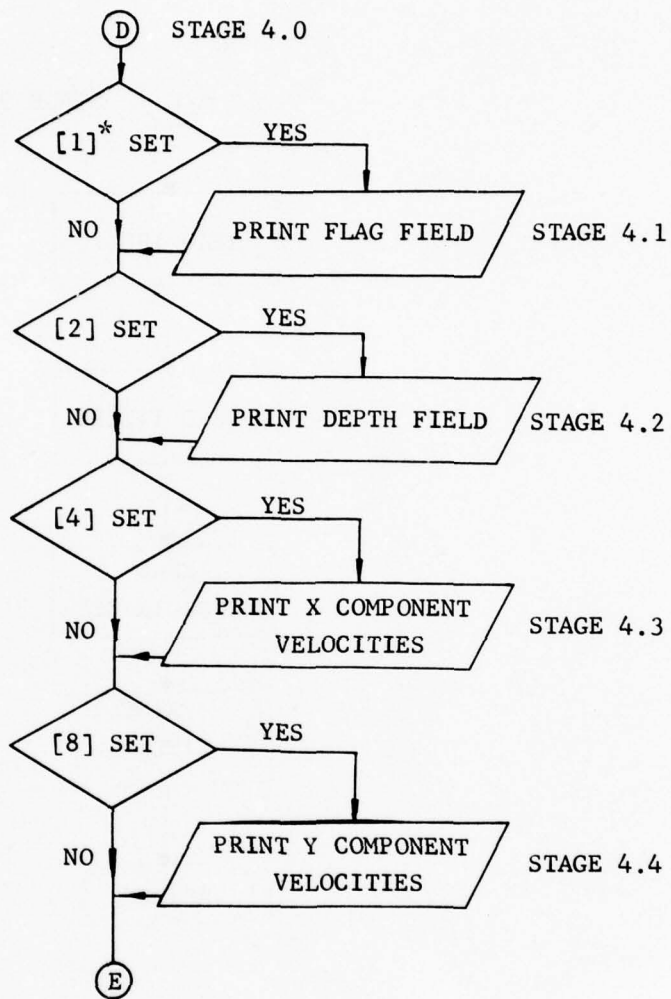 D STAGE 4.0
[1]* SET
YES
NO
PRINT FLAG FIELD
STAGE 4.1
[2] SET
YES
NO
PRINT DEPTH FIELD
STAGE 4.2
[4] SET
YES
NO
PRINT X COMPONENT
VELOCITIES
STAGE 4.3
[8] SET
YES
NO
PRINT Y COMPONENT
VELOCITIES
STAGE 4.4
E